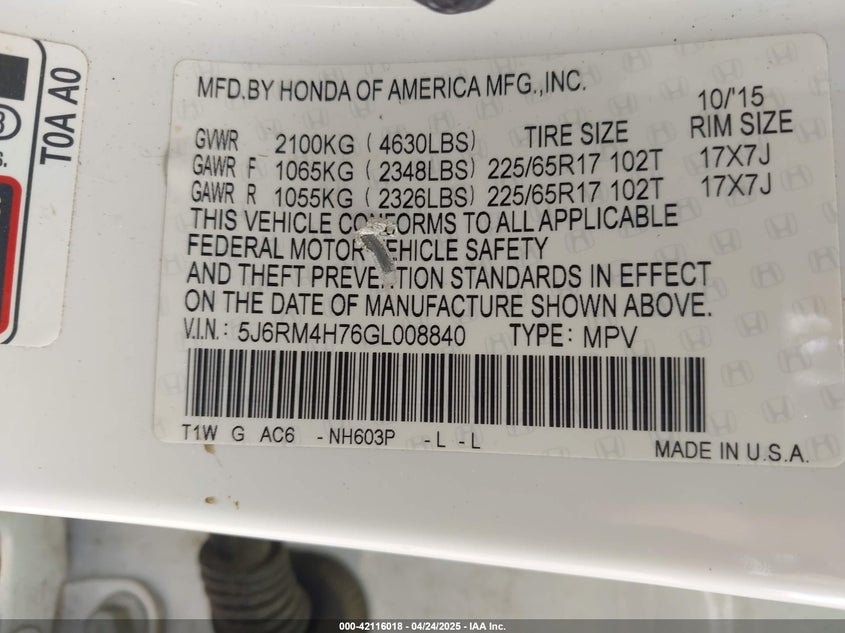 MFD.BY HONDA OF AMERICA MFG.,INC.
10/'15
GVWR 2100KG ( 4630LBS) TIRE SIZE RIM SIZE
GAWR F 1065KG ( 2348LBS) 225/65R17 102T 17X7J
GAWR R 1055KG ( 2326LBS) 225/65R17 102T 17X7J
THIS VEHICLE CONFORMS TO ALL APPLICABLE
FEDERAL MOTOR VEHICLE SAFETY
AND THEFT PREVENTION STANDARDS IN EFFECT
ON THE DATE OF MANUFACTURE SHOWN ABOVE.
V.I.N.: 5J6RM4H76GL008840 TYPE: MPV
T1W G AC6 -NH603P -L -L
MADE IN U.S.A.
T0A A0
000-42116018 - 04/24/2025 - IAA Inc.